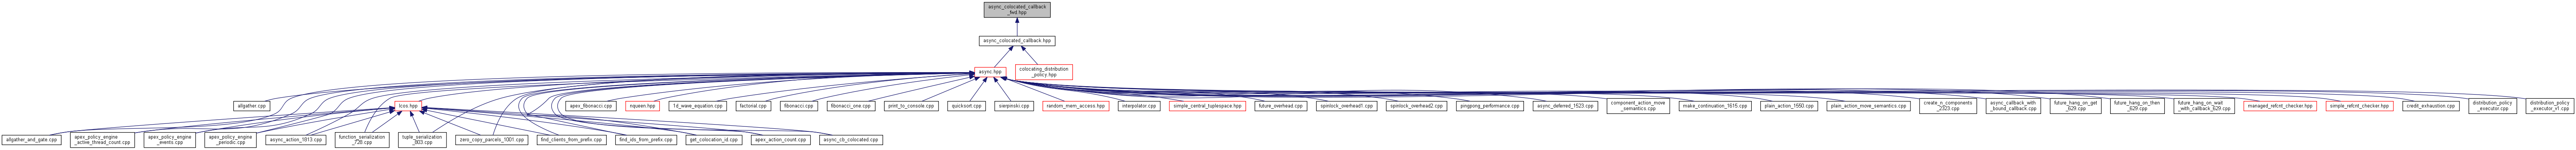 async_colocated_callback
_fwd.hpp
async_colocated_callback.hpp
async.hpp
colocating_distribution
_policy.hpp
allgather.cpp
lcos.hpp
apex_fibonacci.cpp
nqueen.hpp
1d_wave_equation.cpp
factorial.cpp
fibonacci.cpp
fibonacci_one.cpp
print_to_console.cpp
quicksort.cpp
sierpinski.cpp
random_mem_access.hpp
interpolator.cpp
simple_central_tuplespace.hpp
future_overhead.cpp
spinlock_overhead1.cpp
spinlock_overhead2.cpp
pingpong_performance.cpp
async_deferred_1523.cpp
component_action_move
_semantics.cpp
make_continuation_1615.cpp
plain_action_1550.cpp
plain_action_move_semantics.cpp
create_n_components
_2323.cpp
async_callback_with
_bound_callback.cpp
future_hang_on_get
_629.cpp
future_hang_on_then
_629.cpp
future_hang_on_wait
_with_callback_629.cpp
managed_refcnt_checker.hpp
simple_refcnt_checker.hpp
credit_exhaustion.cpp
distribution_policy
_executor.cpp
distribution_policy
_executor_v1.cpp
allgather_and_gate.cpp
apex_policy_engine
_active_thread_count.cpp
apex_policy_engine
_events.cpp
apex_policy_engine
_periodic.cpp
async_action_1813.cpp
function_serialization
_728.cpp
tuple_serialization
_803.cpp
zero_copy_parcels_1001.cpp
find_clients_from_prefix.cpp
find_ids_from_prefix.cpp
get_colocation_id.cpp
apex_action_count.cpp
async_cb_colocated.cpp